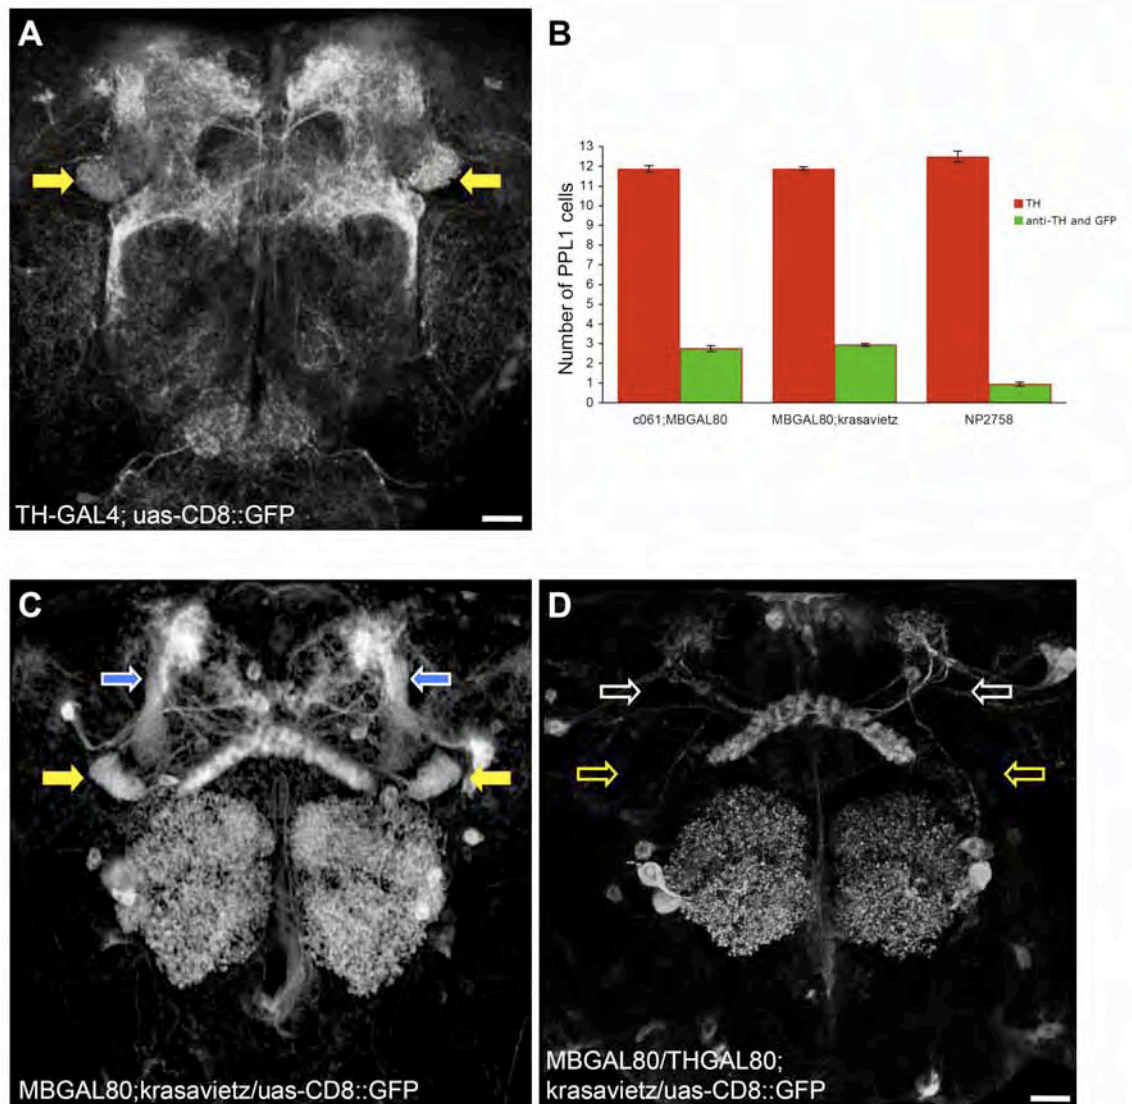 A
TH-GAL4; uas-CD8::GFP
B
Number of PPL1 cells
13
12
11
10
9
8
7
6
5
4
3
2
1
0
c061;MBGAL80
MBGAL80;krasavietz
NP2758
TH
anti-TH and GFP
C
MBGAL80;krasavietz/uas-CD8::GFP
D
MBGAL80/THGAL80;
krasavietz/uas-CD8::GFP